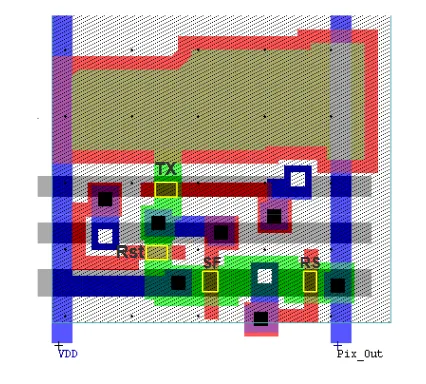 TX
Rst
SF RS
VDD Pix_Out